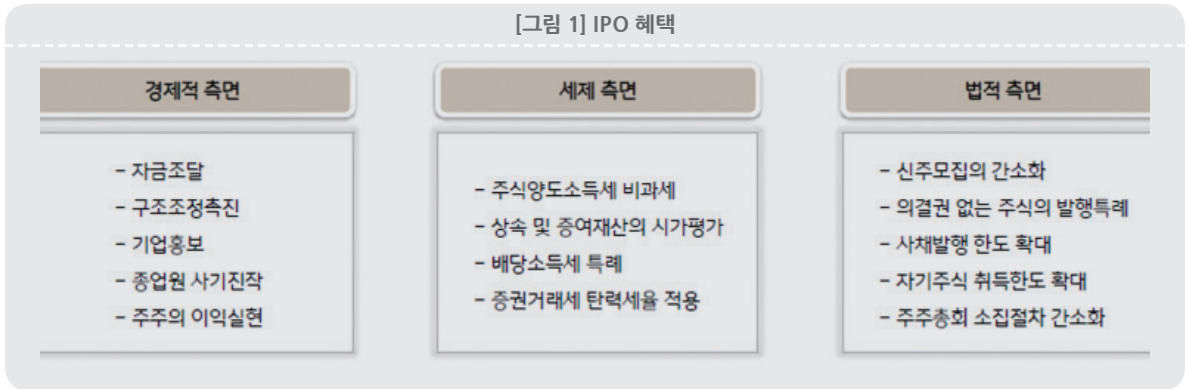 [그림 1] IPO 혜택
경제적 측면
- 자금조달
- 구조조정촉진
- 기업홍보
- 종업원 사기진작
- 주주의 이익실현
세제 측면
- 주식양도소득세 비과세
- 상속 및 증여재산의 시가평가
- 배당소득세 특례
- 증권거래세 탄력세율 적용
법적 측면
- 신주모집의 간소화
- 의결권 없는 주식의 발행특례
- 사채발행 한도 확대
- 자기주식 취득한도 확대
- 주주총회 소집절차 간소화